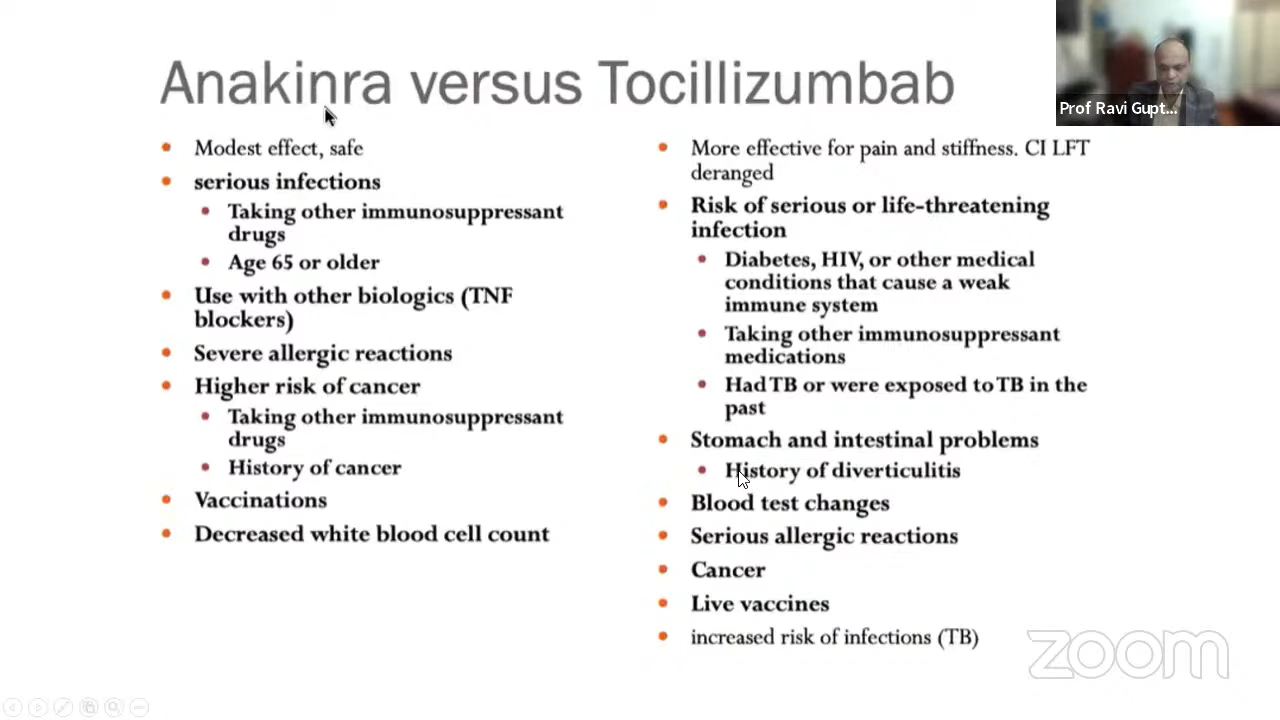 Anakinra versus Tocillizumbab
Prof Ravi Gupt...
Modest effect, safe
serious infections
Taking other immunosuppressant
drugs
Age 65 or older
Use with other biologics (TNF
blockers)
Severe allergic reactions
Higher risk of cancer
Taking other immunosuppressant
drugs
History of cancer
Vaccinations
Decreased white blood cell count
More effective for pain and stiffness. CI LFT
deranged
Risk of serious or life-threatening
infection
Diabetes, HIV, or other medical
conditions that cause a weak
immune system
Taking other immunosuppressant
medications
Had TB or were exposed to TB in the
past
Stomach and intestinal problems
History of diverticulitis
Blood test changes
Serious allergic reactions
Cancer
Live vaccines
increased risk of infections (TB)
zoom